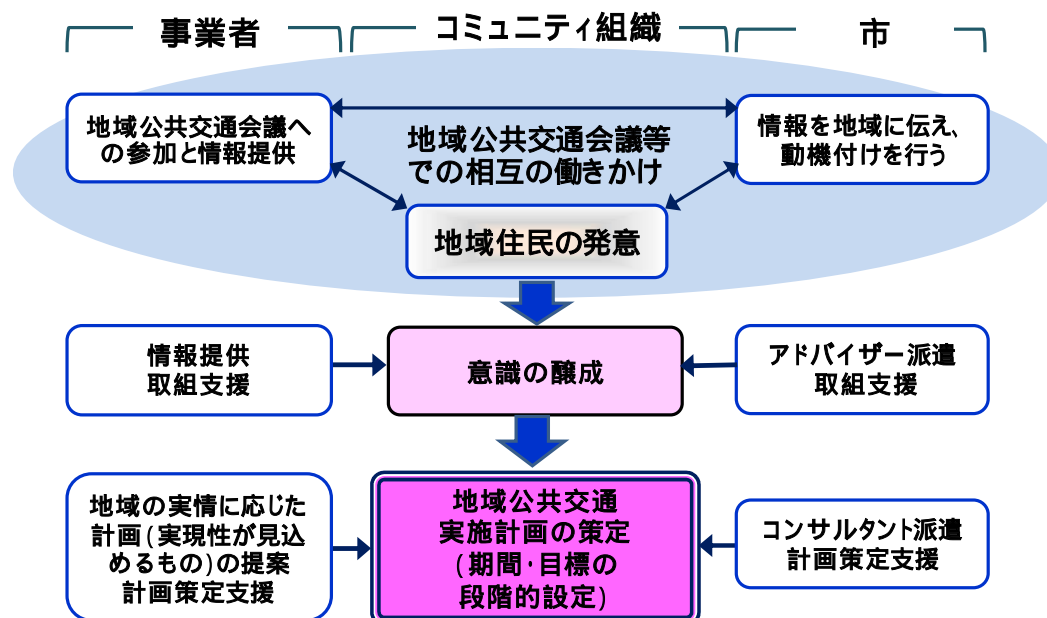 事業者
コミュニティ組織
市
地域公共交通会議へ
の参加と情報提供
地域公共交通会議等
での相互の働きかけ
情報を地域に伝え、
動機付けを行う
地域住民の発意
情報提供
取組支援
意識の醸成
アドバイザー派遣
取組支援
地域の実情に応じた
計画(実現性が見込
めるもの)の提案
計画策定支援
地域公共交通
実施計画の策定
(期間・目標の
段階的設定)
コンサルタント派遣
計画策定支援